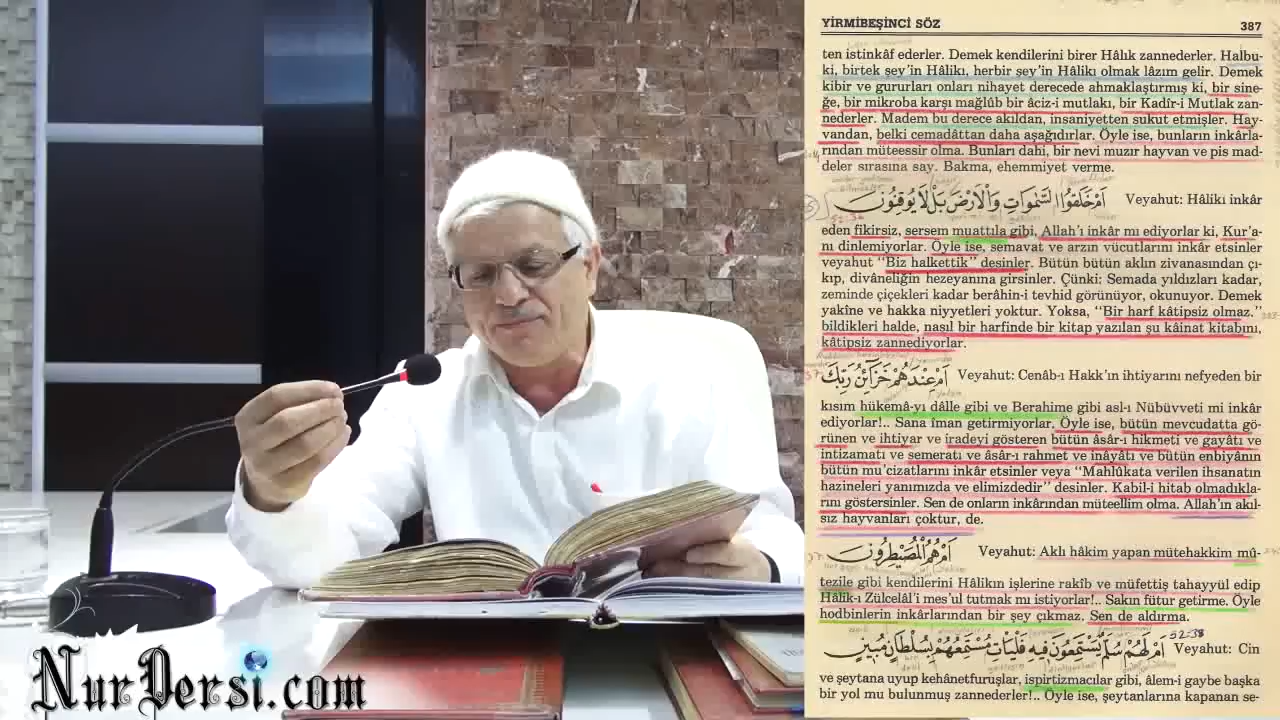 YİRMİBEŞİNCİ SÖZ 387
ten istinkâf ederler. Demek kendilerini birer Hâlık zannederler. Halbu-
ki, birtek şey'in Hâlikı, herbir şey'in Hâlikı olmak lâzım gelir. Demek
kibir ve gururları onları nihayet derecede ahmaklaştırmış ki, bir sine-
ğe, bir mikroba karşı mağlûb bir âciz-i mutlakı, bir Kadîr-i Mutlak zan-
nederler. Madem bu derece akıldan, insaniyetten sukut etmişler. Hay-
vandan, belki cemadâttan daha aşağıdırlar. Öyle ise, bunların inkârla-
rından müteessir olma. Bunları dahi, bir nevi muzır hayvan ve pis mad-
deler sırasına say. Bakma, ehemmiyet verme.
اَمْ خَلَقُوا السَّمٰوَاتِ وَالْاَرْضَ بَلْ لَا يُوقِنُونَ Veyahut: Hâlikı inkâr
eden fikirsiz, sersem muattıla gibi, Allah'ı inkâr mı ediyorlar ki, Kur'a-
nı dinlemiyorlar. Öyle ise, semavat ve arzın vücutlarını inkâr etsinler
veyahut "Biz halkettik" desinler. Bütün bütün aklın zivanasından çı-
kıp, divâneliğin hezeyanına girsinler. Çünki: Semada yıldızları kadar,
zeminde çiçekleri kadar berâhin-i tevhid görünüyor, okunuyor. Demek
yakîne ve hakka niyyetleri yoktur. Yoksa, "Bir harf kâtipsiz olmaz."
bildikleri halde, nasıl bir harfinde bir kitap yazılan şu kâinat kitabını,
kâtipsiz zannediyorlar.
اَمْ عِنْدَهُمْ خَزَٓائِنُ رَبِّكَ Veyahut: Cenâb-ı Hakk'ın ihtiyarını nefyeden bir
kısım hükemâ-yı dâlle gibi ve Berahime gibi asl-ı Nübüvveti mi inkâr
ediyorlar!.. Sana îman getirmiyorlar. Öyle ise, bütün mevcudatta gö-
rünen ve ihtiyar ve iradeyi gösteren bütün âsâr-ı hikmeti ve gayâtı ve
intizamatı ve semeratı ve âsâr-ı rahmet ve inâyâtı ve bütün enbiyânın
bütün mu'cizatlarını inkâr etsinler veya "Mahlûkata verilen ihsanatın
hazineleri yanımızda ve elimizdedir" desinler. Kabil-i hitab olmadıkla-
rını göstersinler. Sen de onların inkârından müteellim olma. Allah'ın akıl-
sız hayvanları çoktur, de.
اَمْ هُمُ الْمُصَيْطِرُونَ Veyahut: Aklı hâkim yapan mütehakkim mû-
tezile gibi kendilerini Hâlikın işlerine rakîb ve müfettiş tahayyül edip
Hâlik-ı Zülcelâl'i mes'ul tutmak mı istiyorlar!.. Sakın fütur getirme. Öyle
hodbinlerin inkârlarından bir şey çıkmaz. Sen de aldırma.
52:38
اَمْ لَهُمْ سُلَّمٌ يَسْتَمِعُونَ فِيهِ فَلْيَأْتِ مُسْتَمِعُهُمْ بِسُلْطَانٍ مُبِينٍ Veyahut: Cin
ve şeytana uyup kehânetfuruşlar, ispirtizmacılar gibi, âlem-i gaybe başka
bir yol mu bulunmuş zannederler!.. Öyle ise, şeytanlarına kapanan se-
NurDersi.com